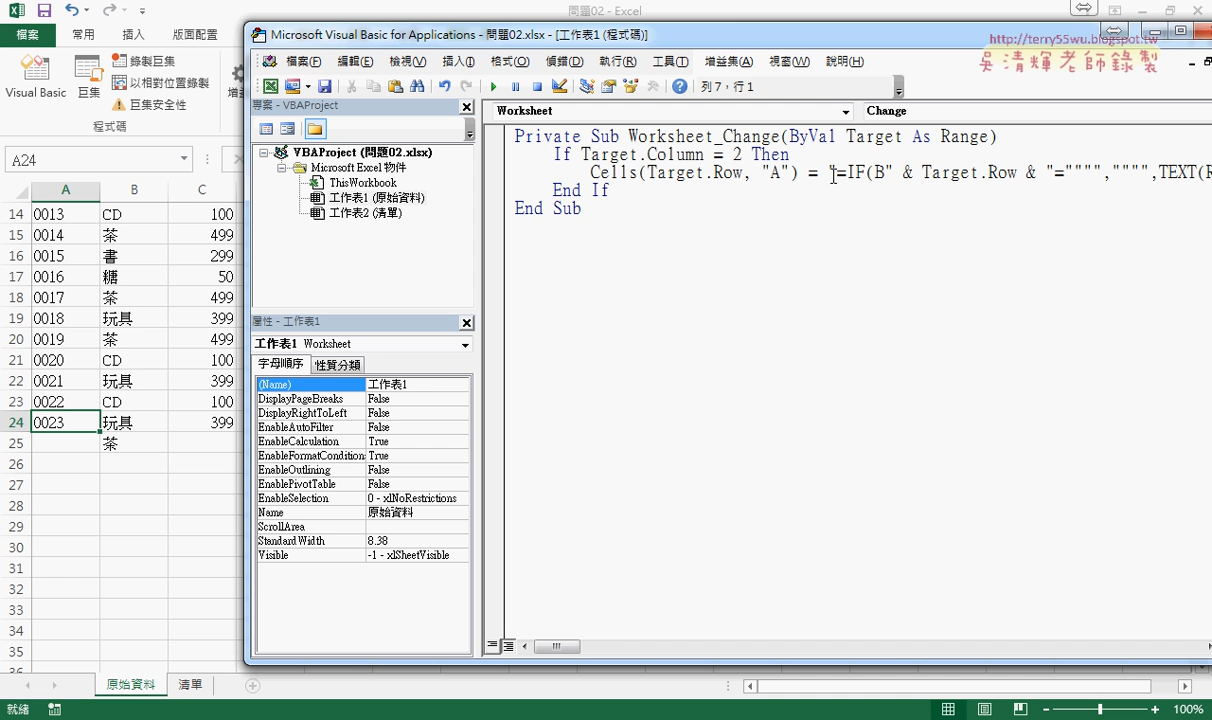 問題02 - Excel
檔案 常用 插入 版面配置
Visual Basic 巨集 錄製巨集 以相對位置錄製 巨集安全性 增益
程式碼
A24
A B C
14 0013 CD 100
15 0014 茶 499
16 0015 書 299
17 0016 糖 50
18 0017 茶 499
19 0018 玩具 399
20 0019 茶 499
21 0020 CD 100
22 0021 玩具 399
23 0022 CD 100
24 0023 玩具 399
25 茶
26
27
28
29
30
31
32
33
34
35
36
原始資料 清單
就緒
100%
Microsoft Visual Basic for Applications - 問題02.xlsx - [工作表1 (程式碼)]
http://terry55wu.blogspot.tw
吳清輝老師錄製
檔案(F) 編輯(E) 檢視(V) 插入(I) 格式(O) 偵錯(D) 執行(R) 工具(T) 增益集(A) 視窗(W) 說明(H)
列 7，行 1
專案 - VBAProject
VBAProject (問題02.xlsx)
Microsoft Excel 物件
ThisWorkbook
工作表1 (原始資料)
工作表2 (清單)
屬性 - 工作表1
工作表1 Worksheet
字母順序 性質分類
(Name) 工作表1
DisplayPageBreaks False
DisplayRightToLeft False
EnableAutoFilter False
EnableCalculation True
EnableFormatCondition: True
EnableOutlining False
EnablePivotTable False
EnableSelection 0 - xlNoRestrictions
Name 原始資料
ScrollArea
Standard Width 8.38
Visible -1 - xlSheetVisible
Worksheet Change
Private Sub Worksheet_Change(ByVal Target As Range)
If Target.Column = 2 Then
Cells(Target.Row, "A") = "=IF(B" & Target.Row & "="""","""",TEXT(R
End If
End Sub